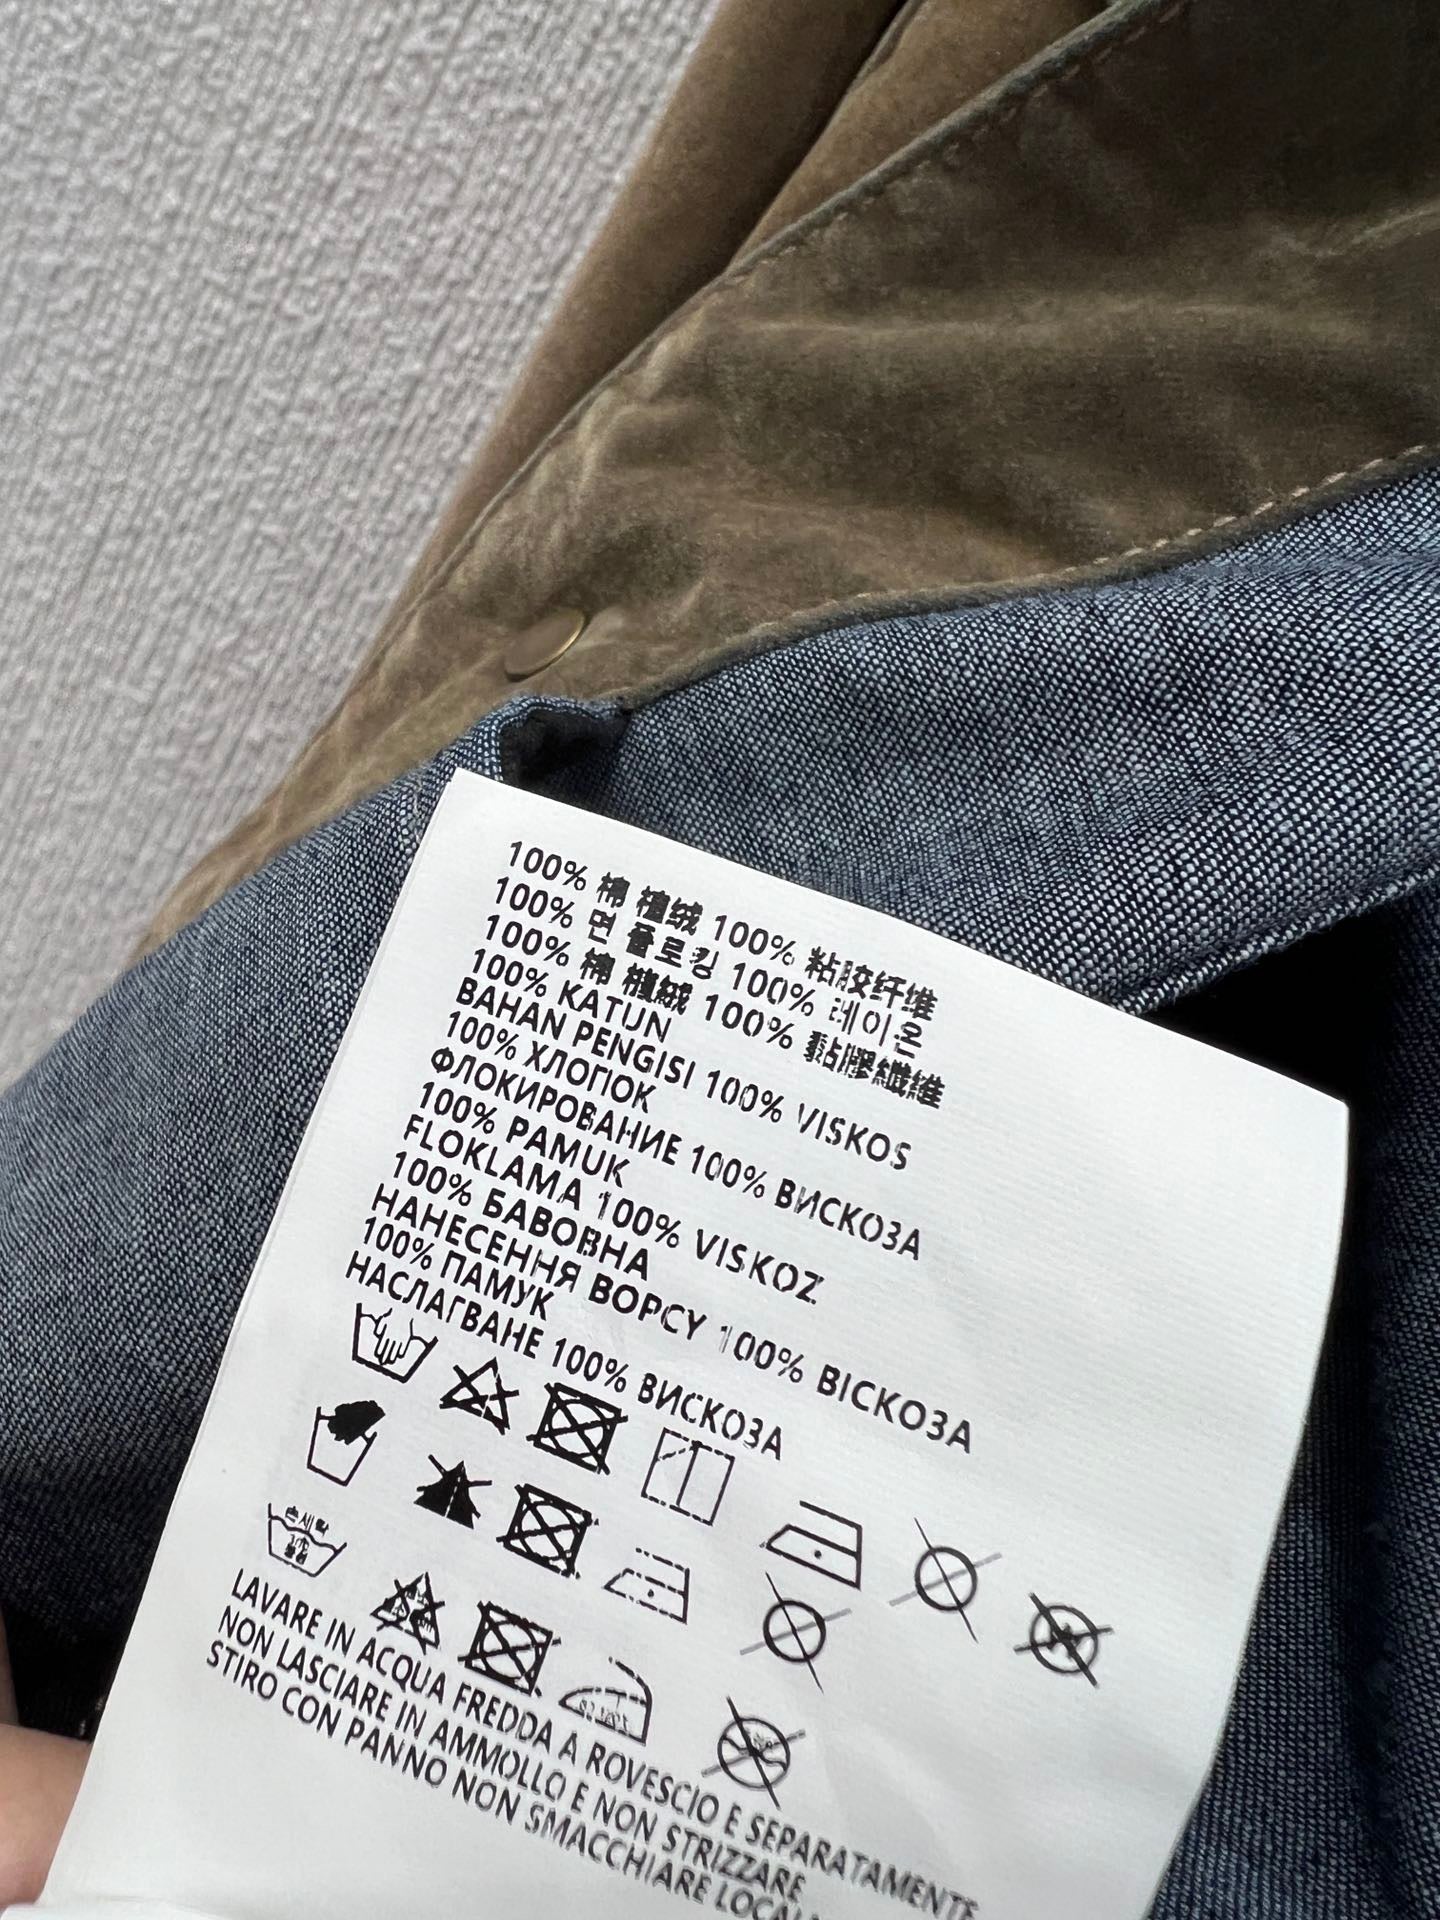 100% 棉 植绒 100% 粘胶纤维
100% 면 플로킹 100% 레이온
100% 棉 植絨 100% 黏膠纖維
100% KATUN
BAHAN PENGISI 100% VISKOS
100% ХЛОПОК
ФЛОКИРОВАНИЕ 100% ВИСКОЗА
100% PAMUK
FLOKLAMA 100% VISKOZ
100% БАВОВНА
НАНЕСЕННЯ ВОРСУ 100% ВІСКОЗА
100% ПАМУК
НАСЛАГВАНЕ 100% ВИСКОЗА
손세탁
LAVARE IN ACQUA FREDDA A ROVESCIO E SEPARATAMENTE
NON LASCIARE IN AMMOLLO E NON STRIZZARE
STIRO CON PANNO NON SMACCHIARE